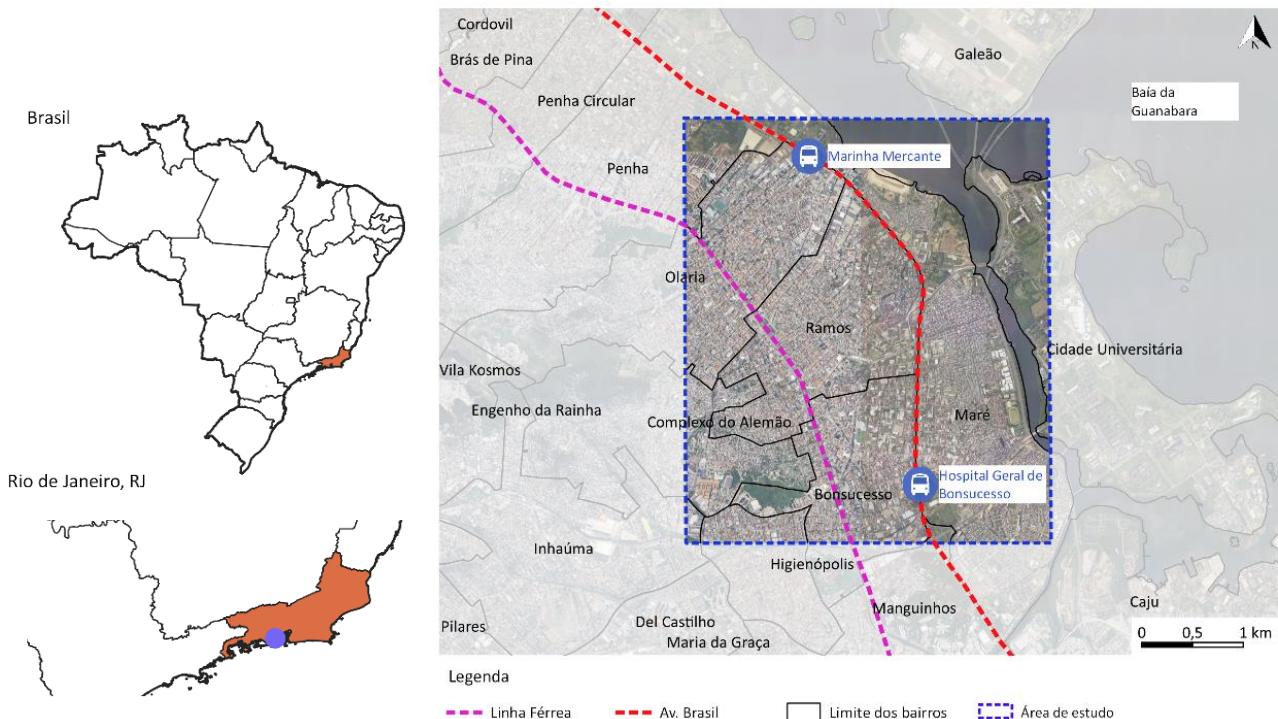 Brasil
Rio de Janeiro, RJ
Cordovil
Galeão
Brás de Pina
Baía da
Guanabara
Penha Circular
N
Marinha Mercante
Penha
Olaria
Ramos
Cidade Universitária
Vila Kosmos
Engenho da Rainha
Maré
Complexo do Alemão
Hospital Geral de
Bonsucesso
Bonsucesso
Inhaúma
Higienópolis
Manguinhos
Caju
Pilares
Del Castilho
Maria da Graça
0 0,5 1 km
Legenda
Linha Férrea
Av. Brasil
Limite dos bairros
Área de estudo